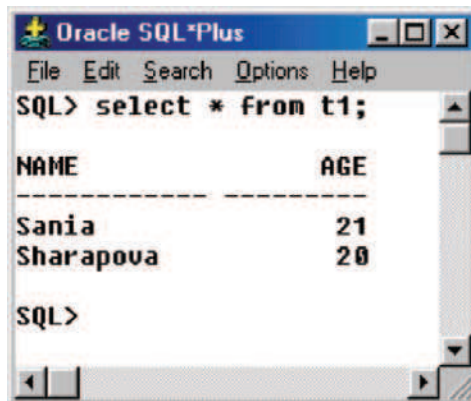 Oracle SQL*Plus
File Edit Search Options Help
SQL> select * from t1;
NAME AGE
------------ ---------
Sania 21
Sharapova 20
SQL>